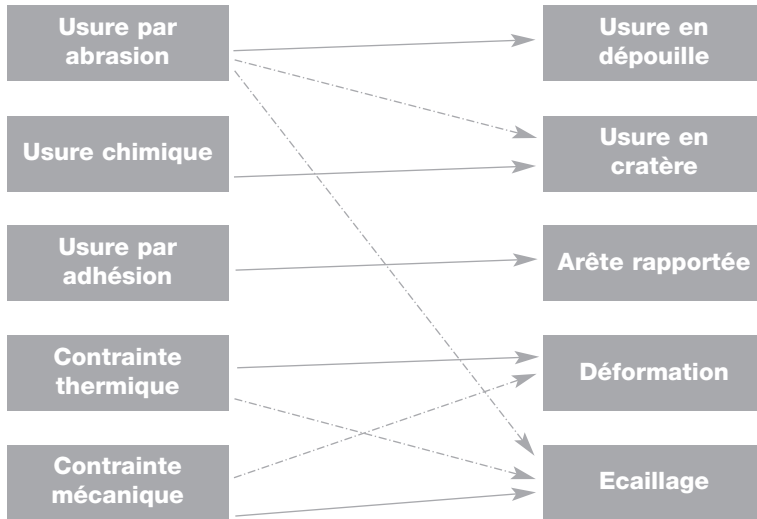 Usure par
abrasion
Usure en
dépouille
Usure chimique
Usure en
cratère
Usure par
adhésion
Arête rapportée
Contrainte
thermique
Déformation
Contrainte
mécanique
Ecaillage